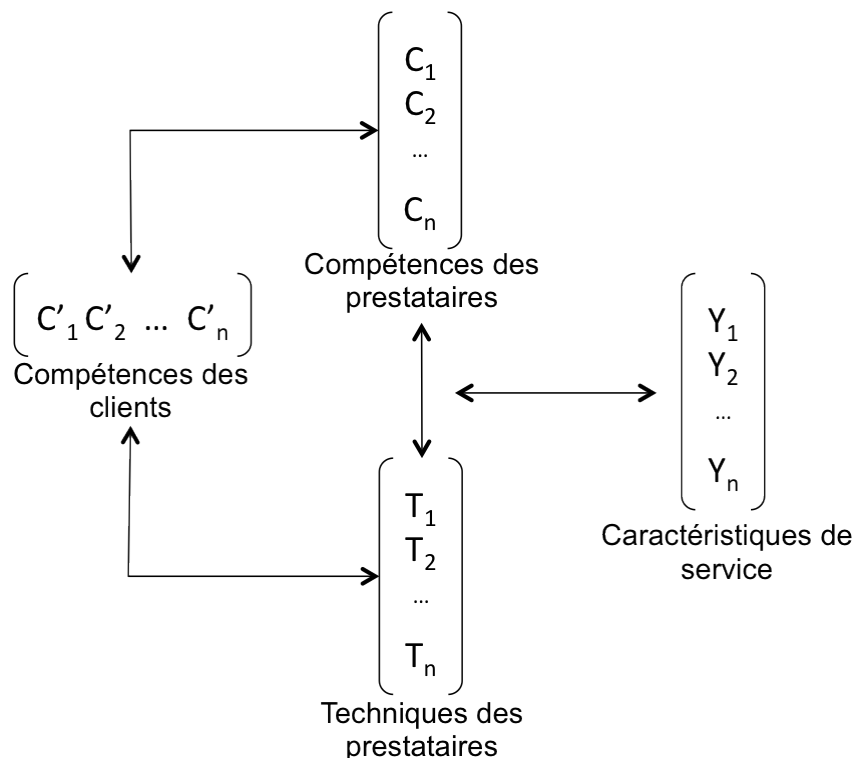 C1
C2
...
Cn
Compétences des
prestataires
C'1 C'2 ... C'n
Compétences des
clients
Y1
Y2
...
Yn
Caractéristiques de
service
T1
T2
...
Tn
Techniques des
prestataires